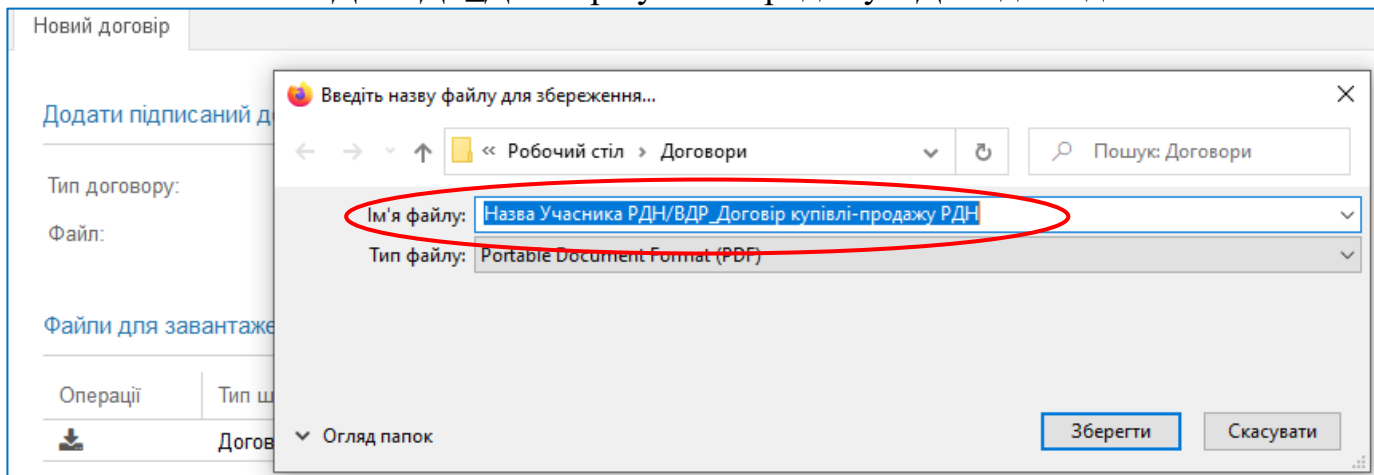 Новий договір
Введіть назву файлу для збереження...
Додати підписаний д
« Робочий стіл › Договори
Пошук: Договори
Тип договору:
Ім'я файлу: Назва Учасника РДН/ВДР_Договір купівлі-продажу РДН
Файл:
Тип файлу: Portable Document Format (PDF)
Файли для завантаже
Операції
Тип ш
Догов
Огляд папок
Зберегти
Скасувати